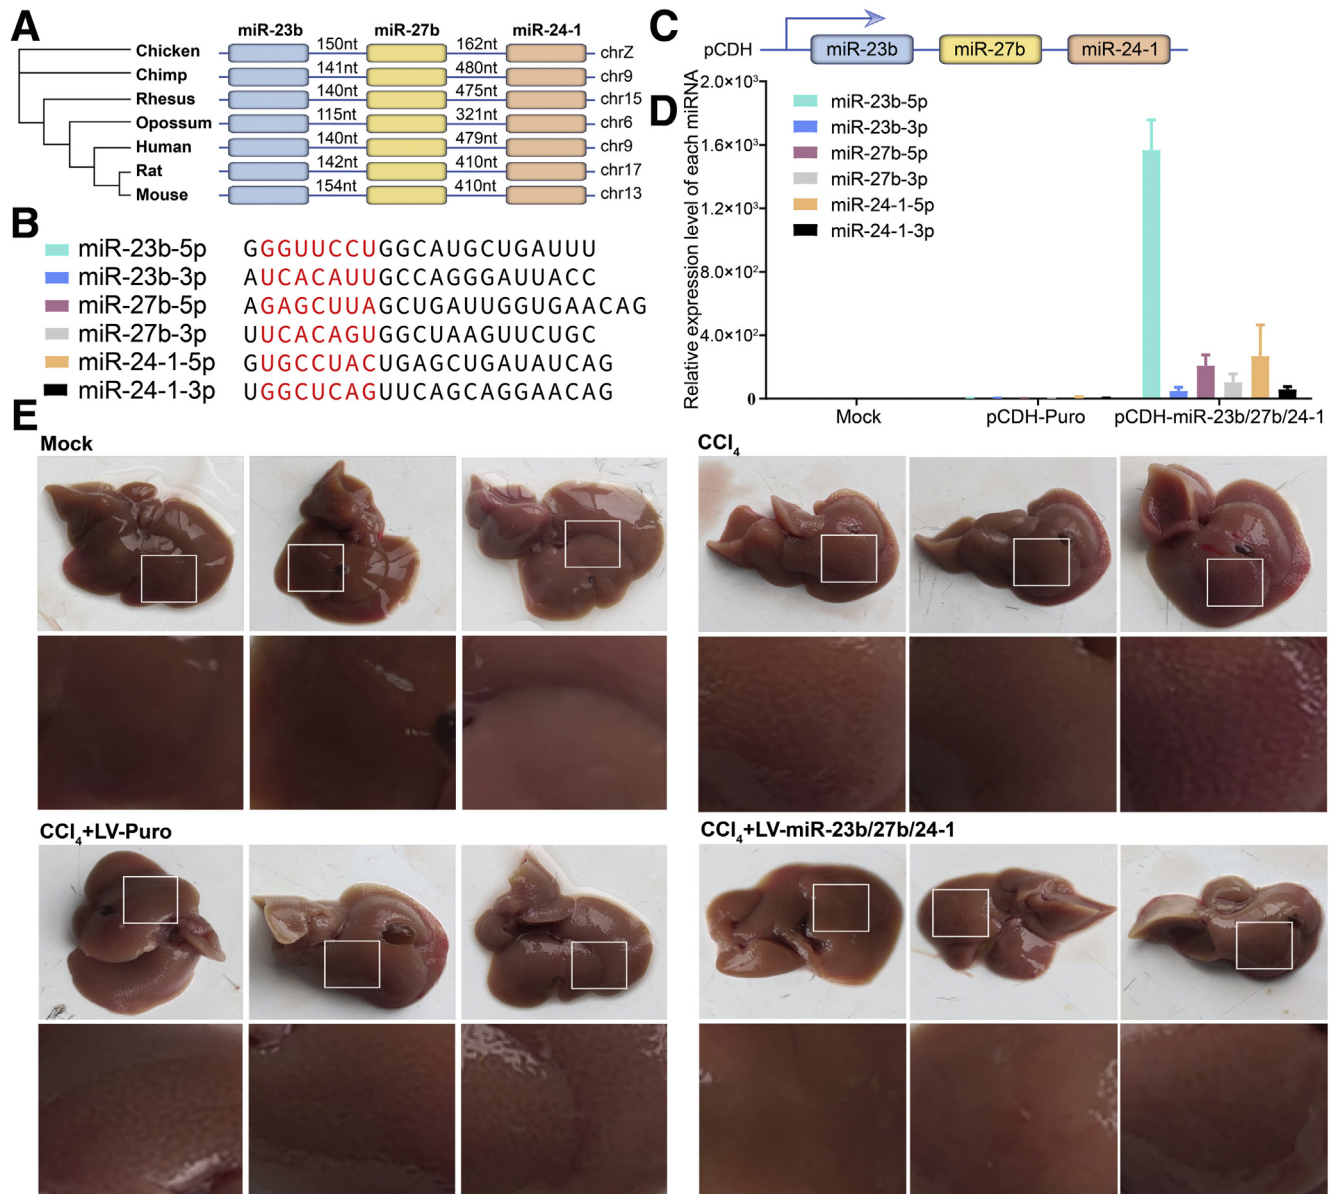 A
miR-23b miR-27b miR-24-1
Chicken 150nt 162nt chrZ
Chimp 141nt 480nt chr9
Rhesus 140nt 475nt chr15
Opossum 115nt 321nt chr6
Human 140nt 479nt chr9
Rat 142nt 410nt chr17
Mouse 154nt 410nt chr13
B
miR-23b-5p GGGUUCCUGGCAUGCUGAUUU
miR-23b-3p AUCACAUUGCCAGGGAUUACC
miR-27b-5p AGAGCUUAGCUGAUUGGUGAACAG
miR-27b-3p UUCACAGUGGCUAAGUUCUGC
miR-24-1-5p GUGCCUACUGAGCUGAUAUCAG
miR-24-1-3p UGGCUCAGUUCAGCAGGAACAG
C
pCDH miR-23b miR-27b miR-24-1
D
Relative expression level of each miRNA
2.0×10³
1.6×10³
1.2×10³
8.0×10²
4.0×10²
0
miR-23b-5p
miR-23b-3p
miR-27b-5p
miR-27b-3p
miR-24-1-5p
miR-24-1-3p
Mock pCDH-Puro pCDH-miR-23b/27b/24-1
E
Mock
CCl₄
CCl₄+LV-Puro
CCl₄+LV-miR-23b/27b/24-1